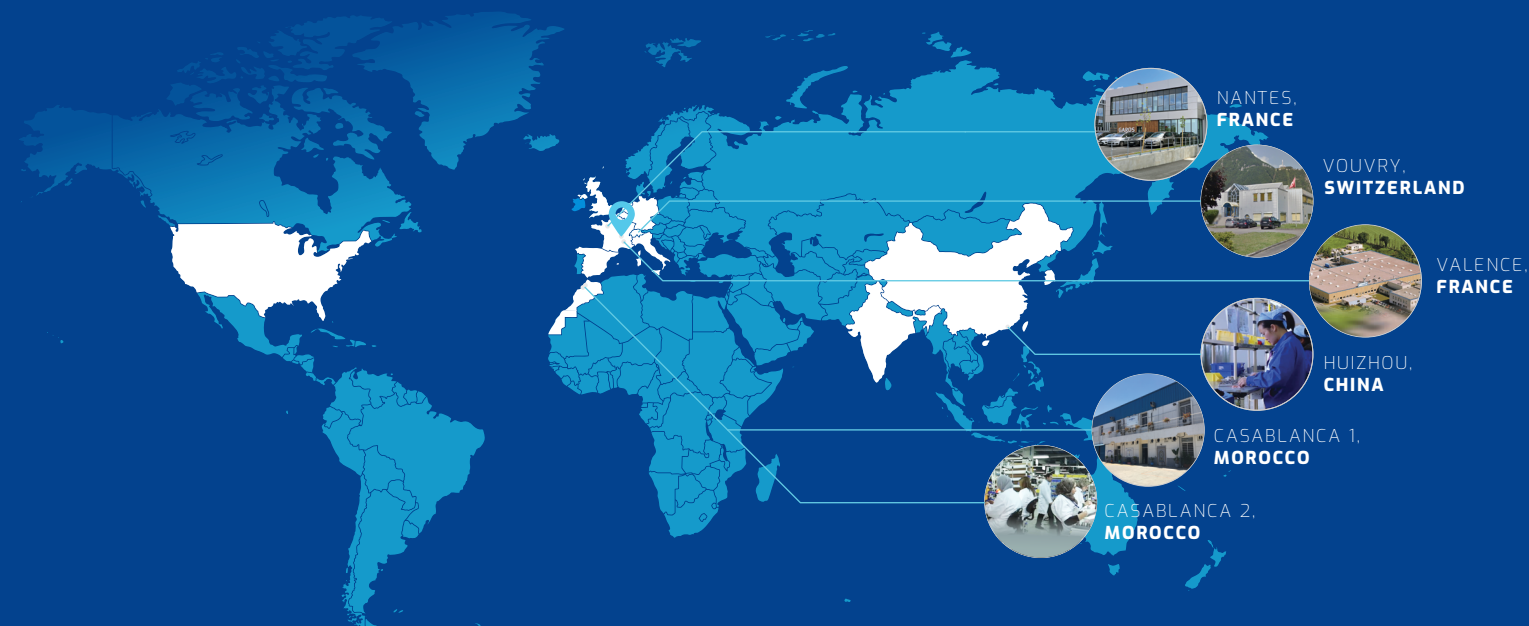 NANTES,
FRANCE
VOUVRY,
SWITZERLAND
VALENCE,
FRANCE
HUIZHOU,
CHINA
CASABLANCA 1,
MOROCCO
CASABLANCA 2,
MOROCCO